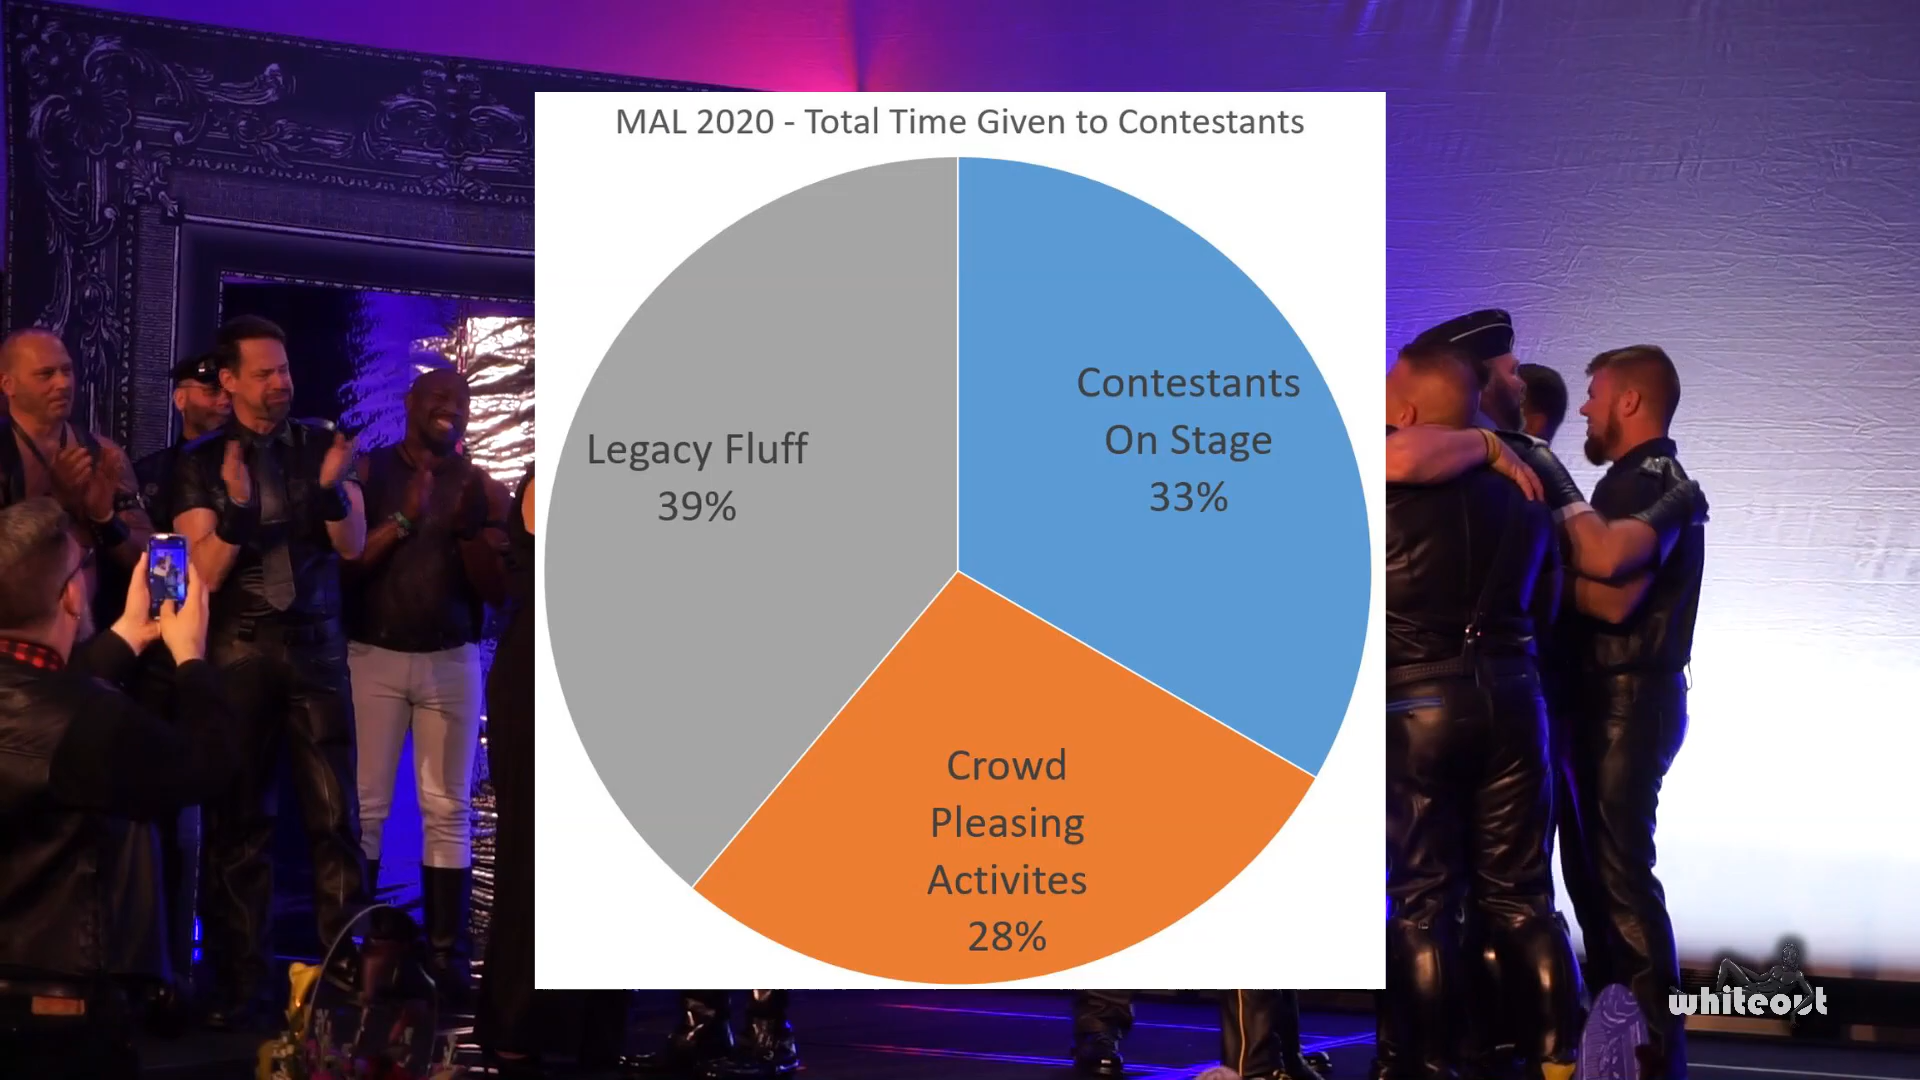 MAL 2020 - Total Time Given to Contestants
Contestants
On Stage
33%
Legacy Fluff
39%
Crowd
Pleasing
Activites
28%
whiteout